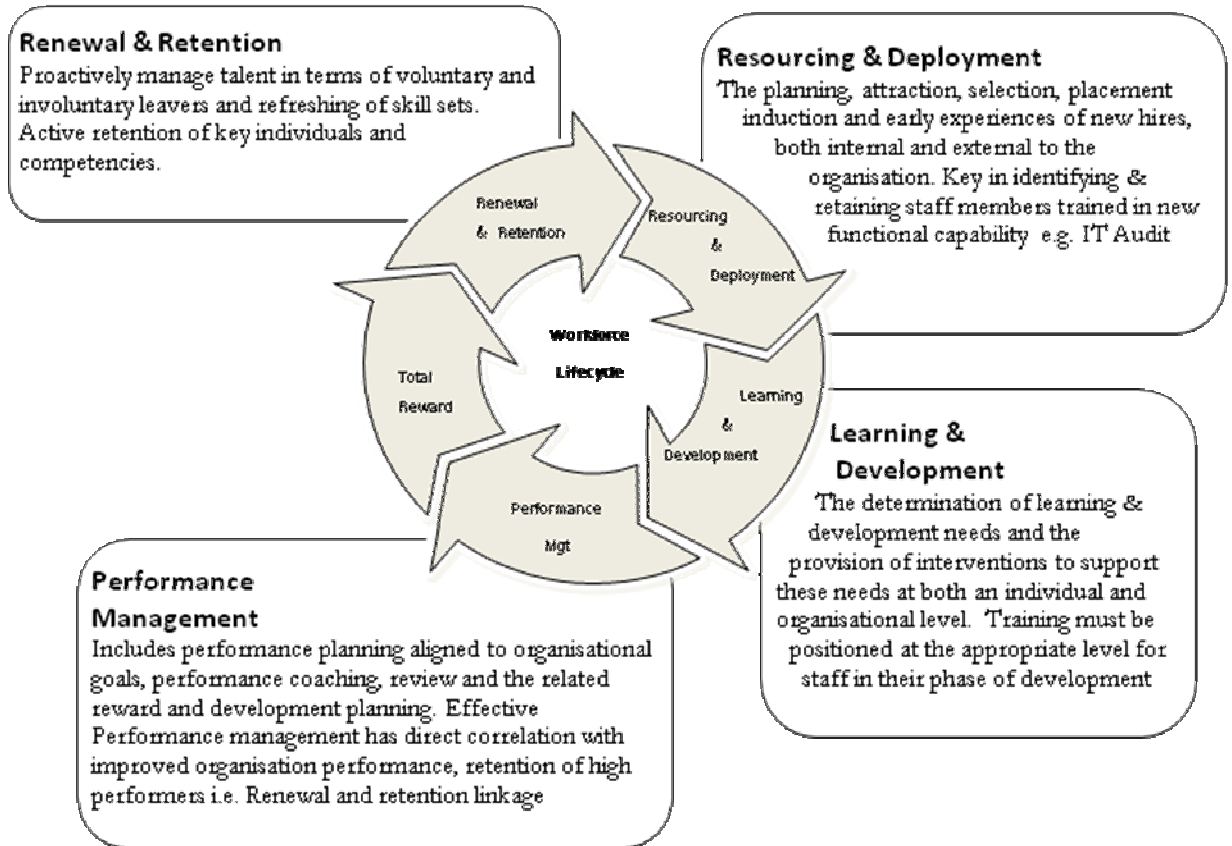 Renewal & Retention
Proactively manage talent in terms of voluntary and
involuntary leavers and refreshing of skill sets.
Active retention of key individuals and
competencies.
Resourcing & Deployment
The planning, attraction, selection, placement
induction and early experiences of new hires,
both internal and external to the
organisation. Key in identifying &
retaining staff members trained in new
functional capability e.g. IT Audit
Renewal
& Retention
Resourcing
&
Deployment
Workforce
Lifecycle
Total
Reward
Learning
&
Development
Performance
Mgt
Learning &
Development
The determination of learning &
development needs and the
provision of interventions to support
these needs at both an individual and
organisational level. Training must be
positioned at the appropriate level for
staff in their phase of development
Performance
Management
Includes performance planning aligned to organisational
goals, performance coaching, review and the related
reward and development planning. Effective
Performance management has direct correlation with
improved organisation performance, retention of high
performers i.e. Renewal and retention linkage